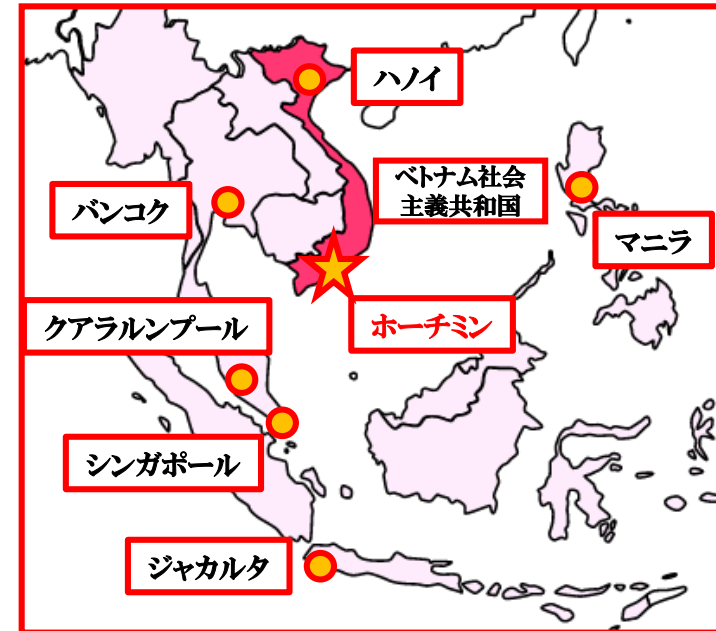 ハノイ
ベトナム社会
主義共和国
バンコク
マニラ
クアラルンプール
ホーチミン
シンガポール
ジャカルタ